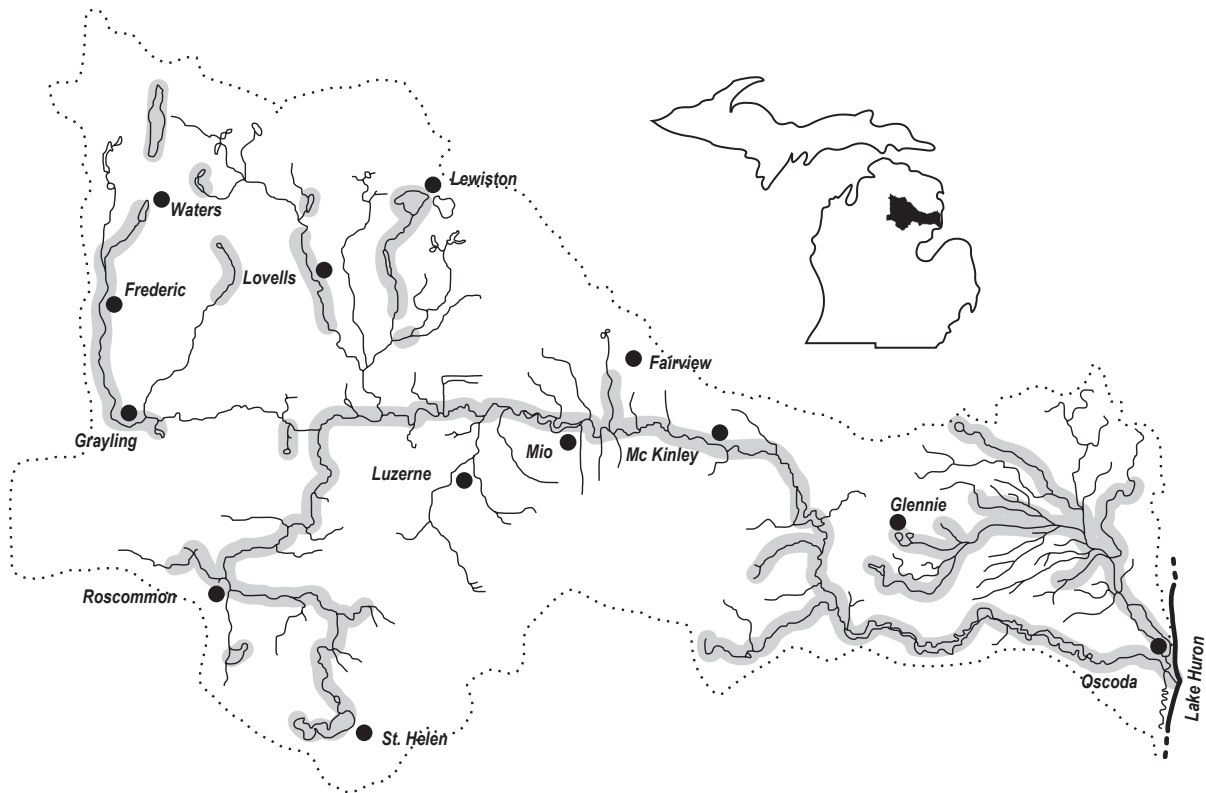 Lewiston
Waters
Lovells
Frederic
Fairview
Grayling
Mio
Mc Kinley
Luzerne
Glennie
Roscommon
Oscoda
Lake Huron
St. Helen